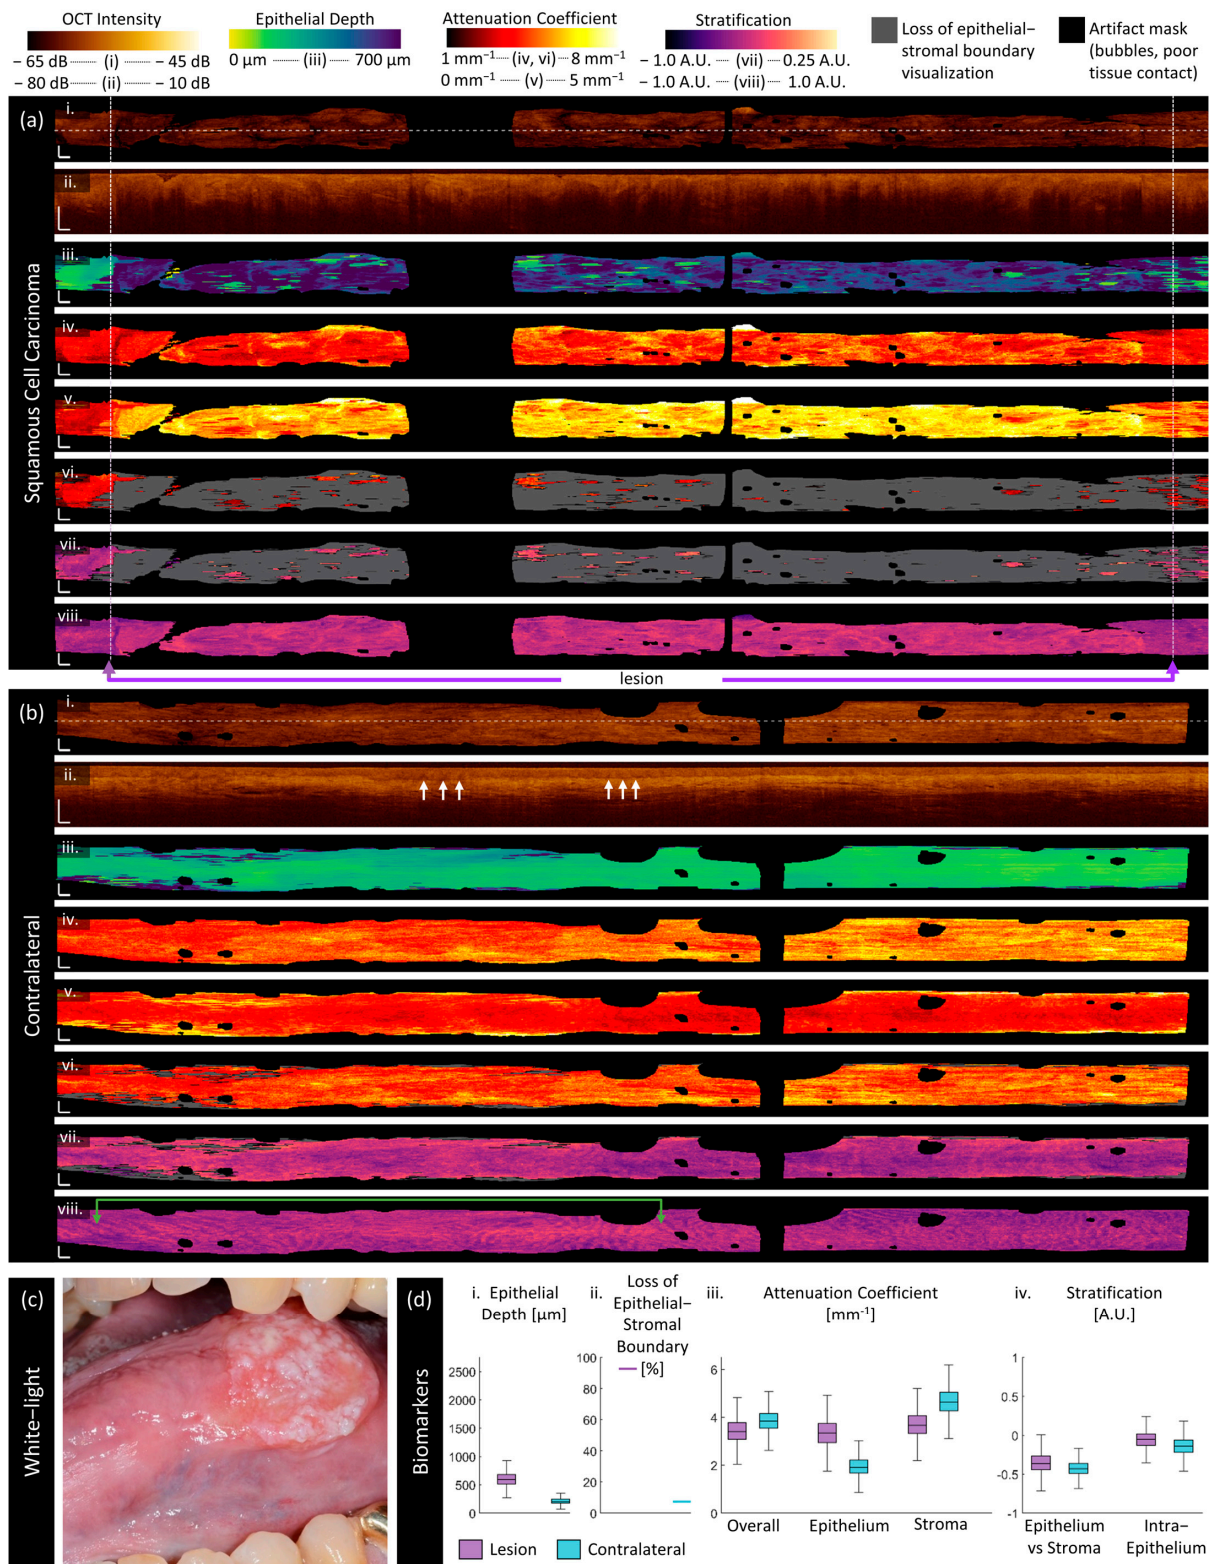 OCT Intensity
− 65 dB ······ (i) ······ − 45 dB
− 80 dB ······ (ii) ······ − 10 dB
Epithelial Depth
0 µm ······ (iii) ······ 700 µm
Attenuation Coefficient
1 mm⁻¹ ······ (iv, vi) ······ 8 mm⁻¹
0 mm⁻¹ ······ (v) ······ 5 mm⁻¹
Stratification
− 1.0 A.U. ······ (vii) ······ 0.25 A.U.
− 1.0 A.U. ······ (viii) ······ 1.0 A.U.
Loss of epithelial−
stromal boundary
visualization
Artifact mask
(bubbles, poor
tissue contact)
(a)
Squamous Cell Carcinoma
i.
ii.
iii.
iv.
v.
vi.
vii.
viii.
lesion
(b)
Contralateral
i.
ii.
iii.
iv.
v.
vi.
vii.
viii.
(c)
White−light
(d)
Biomarkers
i. Epithelial
Depth [µm]
2500
2000
1500
1000
500
0
ii. Loss of
Epithelial−
Stromal
Boundary
[%]
100
80
60
40
20
0
iii. Attenuation Coefficient
[mm⁻¹]
6
4
2
0
Overall Epithelium Stroma
iv. Stratification
[A.U.]
1
0.5
0
-0.5
-1
Epithelium
vs Stroma
Intra−
Epithelium
Lesion Contralateral